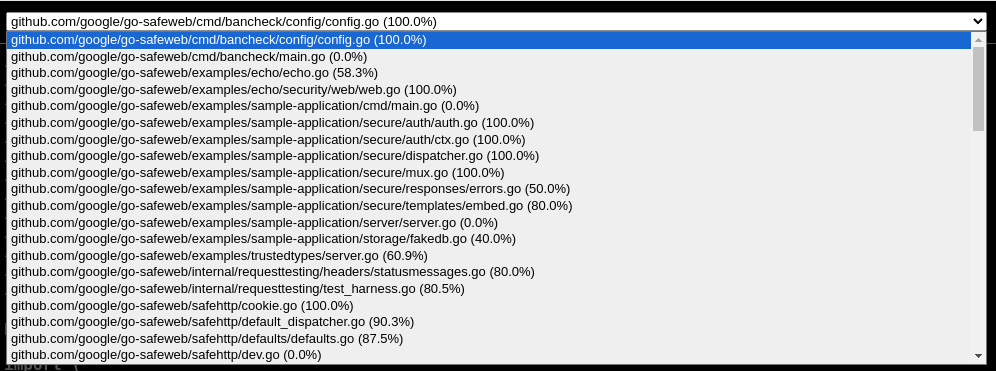 github.com/google/go-safeweb/cmd/bancheck/config/config.go (100.0%)
github.com/google/go-safeweb/cmd/bancheck/config/config.go (100.0%)
github.com/google/go-safeweb/cmd/bancheck/main.go (0.0%)
github.com/google/go-safeweb/examples/echo/echo.go (58.3%)
github.com/google/go-safeweb/examples/echo/security/web/web.go (100.0%)
github.com/google/go-safeweb/examples/sample-application/cmd/main.go (0.0%)
github.com/google/go-safeweb/examples/sample-application/secure/auth/auth.go (100.0%)
github.com/google/go-safeweb/examples/sample-application/secure/auth/ctx.go (100.0%)
github.com/google/go-safeweb/examples/sample-application/secure/dispatcher.go (100.0%)
github.com/google/go-safeweb/examples/sample-application/secure/mux.go (100.0%)
github.com/google/go-safeweb/examples/sample-application/secure/responses/errors.go (50.0%)
github.com/google/go-safeweb/examples/sample-application/secure/templates/embed.go (80.0%)
github.com/google/go-safeweb/examples/sample-application/server/server.go (0.0%)
github.com/google/go-safeweb/examples/sample-application/storage/fakedb.go (40.0%)
github.com/google/go-safeweb/examples/trustedtypes/server.go (60.9%)
github.com/google/go-safeweb/internal/requesttesting/headers/statusmessages.go (80.0%)
github.com/google/go-safeweb/internal/requesttesting/test_harness.go (80.5%)
github.com/google/go-safeweb/safehttp/cookie.go (100.0%)
github.com/google/go-safeweb/safehttp/default_dispatcher.go (90.3%)
github.com/google/go-safeweb/safehttp/defaults/defaults.go (87.5%)
github.com/google/go-safeweb/safehttp/dev.go (0.0%)
import (